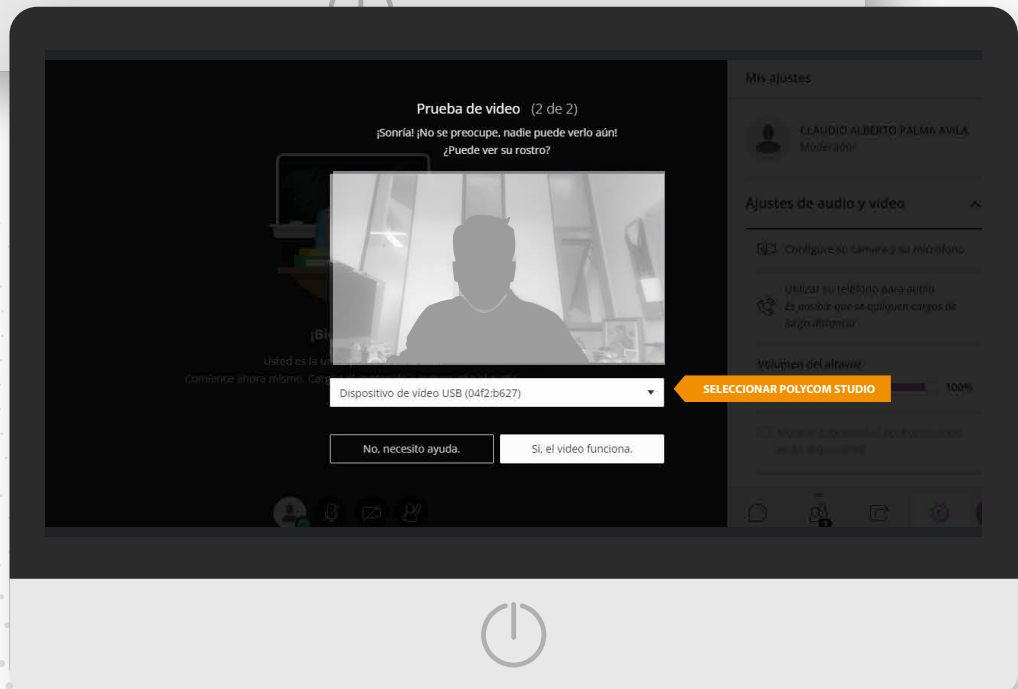 Prueba de video (2 de 2)
¡Sonría! ¡No se preocupe, nadie puede verlo aún!
¿Puede ver su rostro?
Dispositivo de vídeo USB (04f2:b627)
No, necesito ayuda.
Sí, el video funciona.
SELECCIONAR POLYCOM STUDIO
¡Bi
Usted es la
Comience ahora mismo.
Mis ajustes
CLAUDIO ALBERTO PALMA AVILA
Moderador
Ajustes de audio y video
Configure su cámara y su micrófono
Utilizar su teléfono para audio
Es posible que se apliquen cargos de
larga distancia
Volumen del altavoz
100%